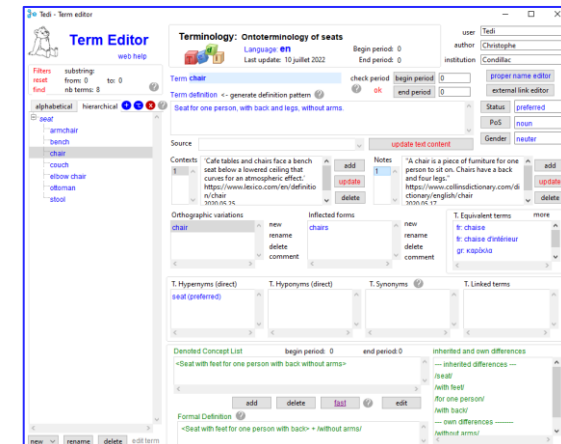 Tedi - Term editor
Term Editor
web help
Terminology: Ontoterminology of seats
Language: en
Last update: 10 juillet 2022
Begin period: 0
End period: 0
user Tedi
author Christophe
institution Condillac
Filters substring:
reset from: 0 to: 0
find nb terms: 8
alphabetical hierarchical
seat
armchair
bench
chair
couch
elbow chair
ottoman
stool
new rename delete edit term
Term chair
check period begin period 0
ok end period 0
proper name editor
external link editor
Term definition <- generate definition pattern
Seat for one person, with back and legs, without arms.
Status preferred
PoS noun
Gender neuter
Source
update text content
Contexts
1
'Cafe tables and chairs face a bench
seat below a lowered ceiling that
curves for an atmospheric effect.'
https://www.lexico.com/en/definitio
n/chair
2020.05.25
add
update
delete
Notes
1
"A chair is a piece of furniture for one
person to sit on. Chairs have a back
and four legs."
https://www.collinsdictionary.com/di
ctionary/english/chair
2020.05.17
add
update
delete
Orthographic variations
chair
new
rename
delete
comment
Inflected forms
chairs
new
rename
delete
comment
T. Equivalent terms more
fr: chaise
fr: chaise d'intérieur
gr: καρέκλα
T. Hypernyms (direct)
seat (preferred)
T. Hyponyms (direct)
T. Synonyms
T. Linked terms
Denoted Concept List begin period: 0 end period: 0
<Seat with feet for one person with back without arms>
add delete fast edit
Formal Definition
<Seat with feet for one person with back> + /without arms/
Inherited and own differences
--- inherited differences ---
/seat/
/with feet/
/for one person/
/with back/
--- own differences -------
/without arms/